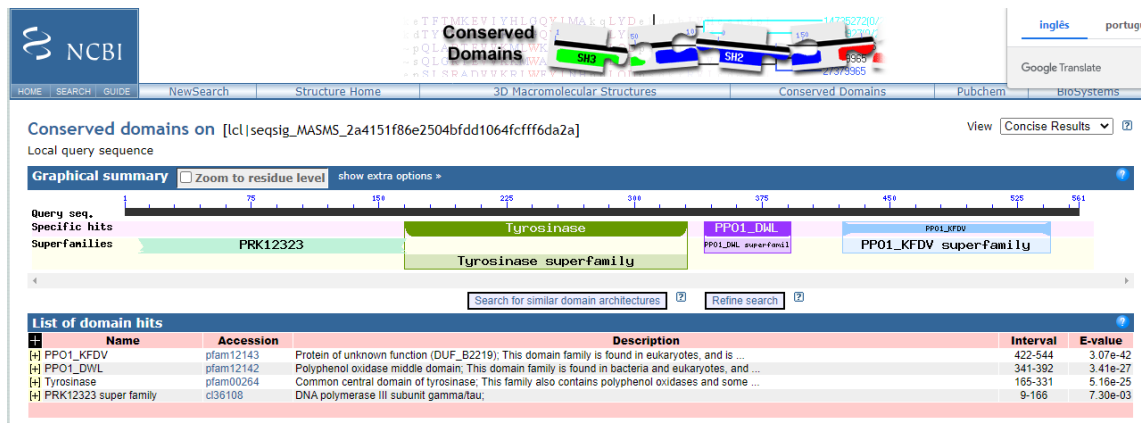 NCBI
Conserved
Domains
SH3
SH2
inglês portug
Google Translate
HOME SEARCH GUIDE NewSearch Structure Home 3D Macromolecular Structures Conserved Domains Pubchem BioSystems
Conserved domains on [lcl|seqsig_MASMS_2a4151f86e2504bfdd1064fcfff6da2a]
View Concise Results
Local query sequence
Graphical summary Zoom to residue level show extra options »
1 75 150 225 300 375 450 525 561
Query seq.
Specific hits Tyrosinase PPO1_DWL PPO1_KFDV
Superfamilies PRK12323 PPO1_DWL superfamil PPO1_KFDV superfamily
Tyrosinase superfamily
Search for similar domain architectures Refine search
List of domain hits
Name Accession Description Interval E-value
[+] PPO1_KFDV pfam12143 Protein of unknown function (DUF_B2219); This domain family is found in eukaryotes, and is ... 422-544 3.07e-42
[+] PPO1_DWL pfam12142 Polyphenol oxidase middle domain; This domain family is found in bacteria and eukaryotes, and ... 341-392 3.41e-27
[+] Tyrosinase pfam00264 Common central domain of tyrosinase; This family also contains polyphenol oxidases and some ... 165-331 5.16e-25
[+] PRK12323 super family cl36108 DNA polymerase III subunit gamma/tau; 9-166 7.30e-03